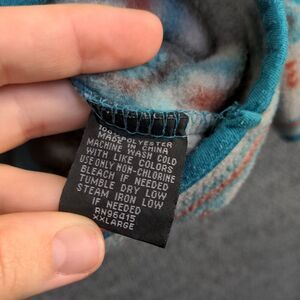 100% POLYESTER
MADE IN CHINA
MACHINE WASH COLD
WITH LIKE COLORS
USE ONLY NON-CHLORINE
BLEACH IF NEEDED
TUMBLE DRY LOW
STEAM IRON LOW
IF NEEDED
RN96415
XXLARGE